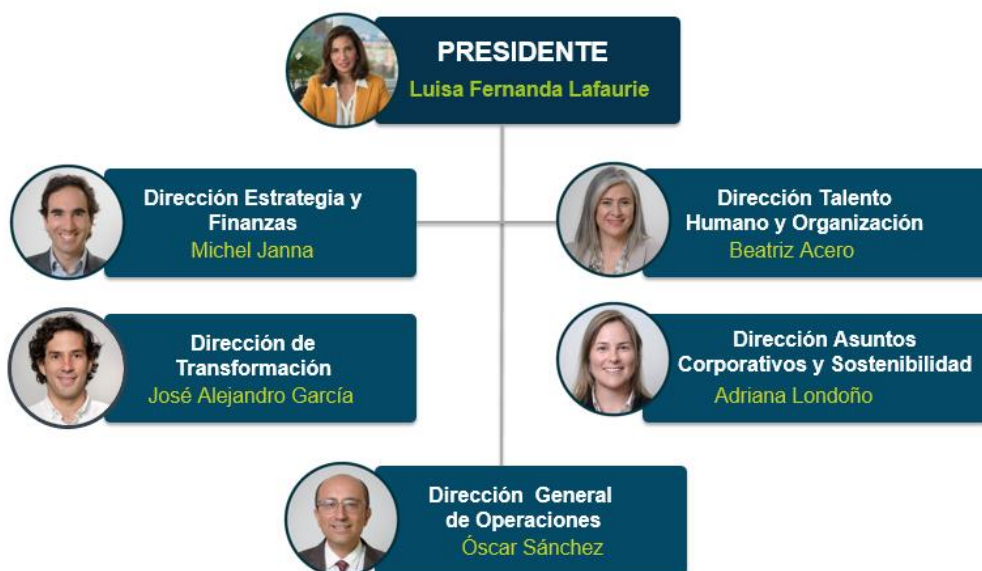 PRESIDENTE
Luisa Fernanda Lafaurie
Dirección Estrategia y
Finanzas
Michel Janna
Dirección Talento
Humano y Organización
Beatriz Acero
Dirección de
Transformación
José Alejandro García
Dirección Asuntos
Corporativos y Sostenibilidad
Adriana Londoño
Dirección General
de Operaciones
Óscar Sánchez